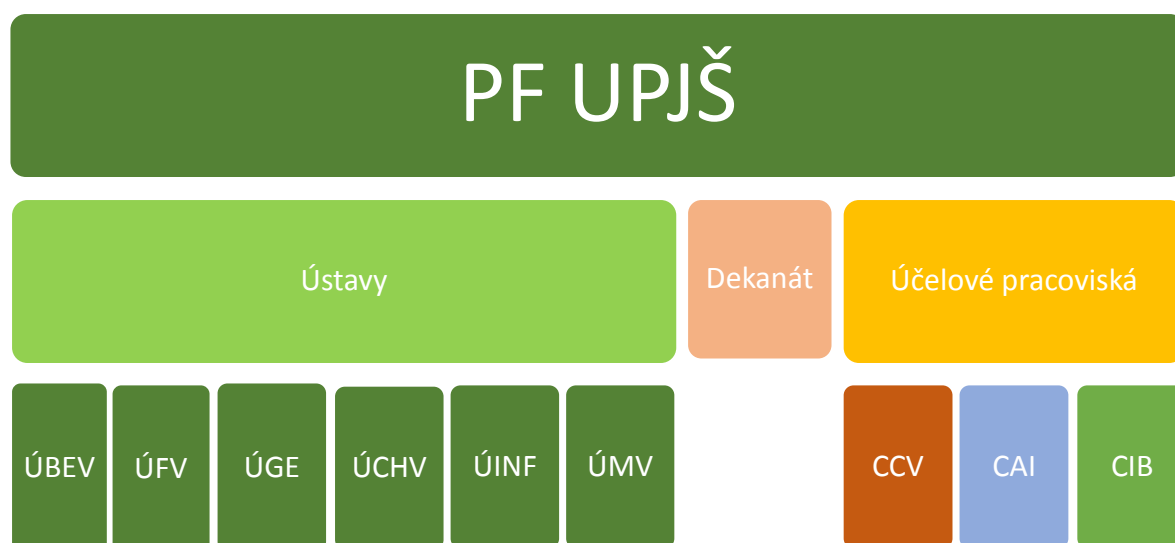 PF UPJŠ
Ústavy
Dekanát
Účelové pracoviská
ÚBEV
ÚFV
ÚGE
ÚCHV
ÚINF
ÚMV
CCV
CAI
CIB